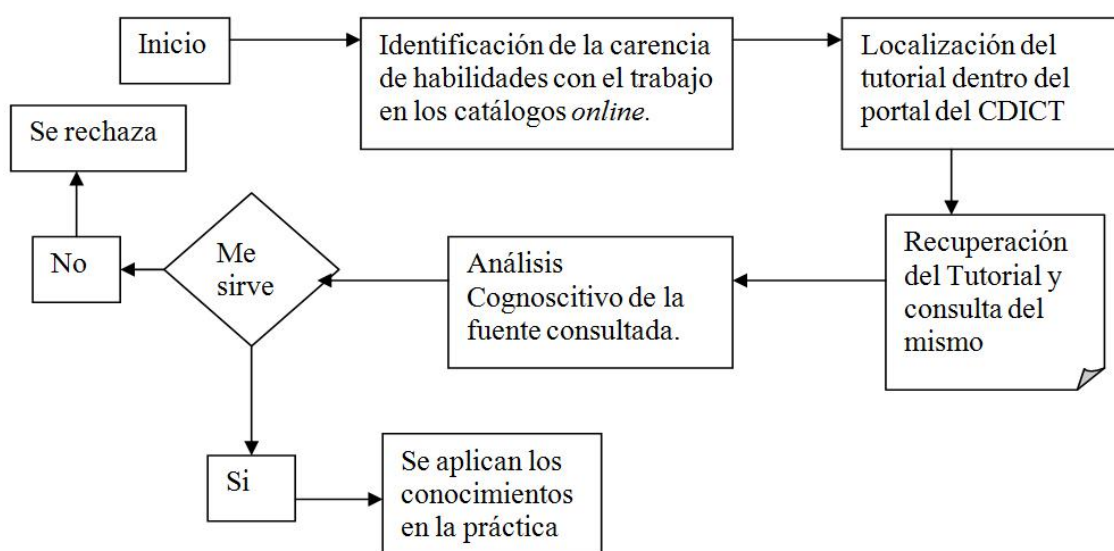 Inicio
Identificación de la carencia
de habilidades con el trabajo
en los catálogos online.
Localización del
tutorial dentro del
portal del CDICT
Recuperación
del Tutorial y
consulta del
mismo
Análisis
Cognoscitivo de la
fuente consultada.
Me
sirve
No
Se rechaza
Si
Se aplican los
conocimientos
en la práctica